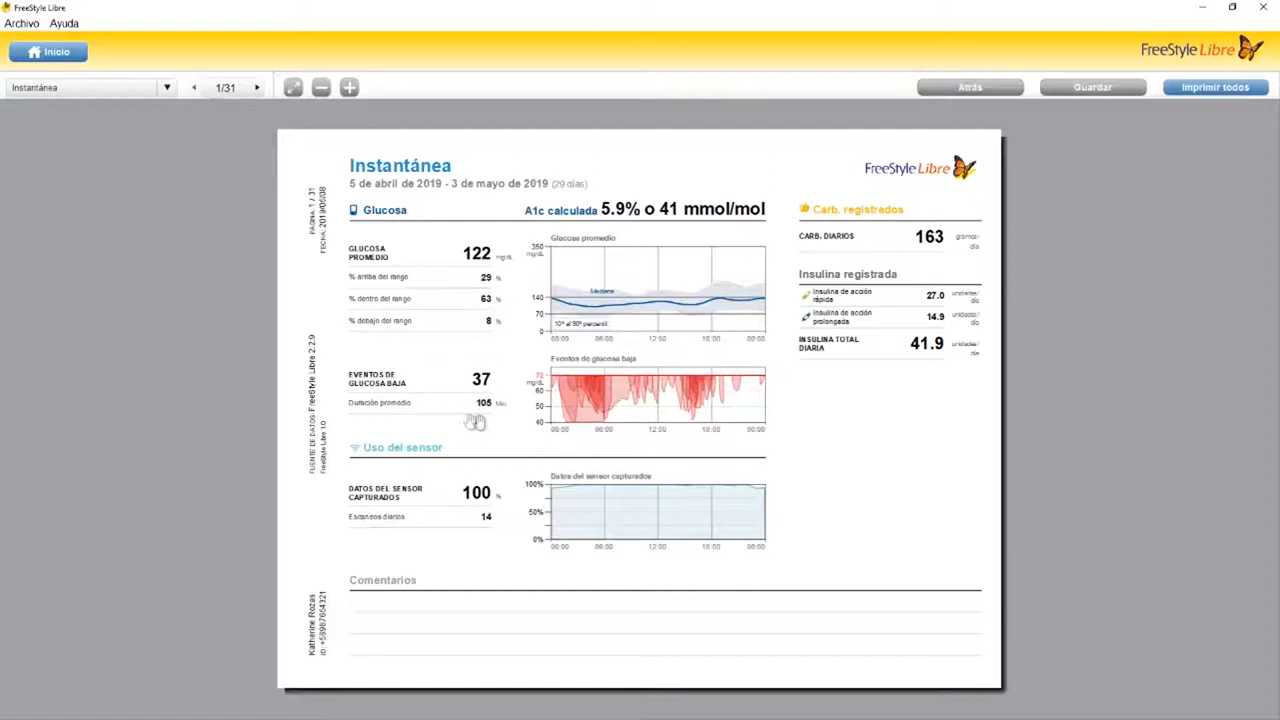 FreeStyle Libre
Archivo Ayuda
Inicio
FreeStyle Libre
Instantánea
1/31
Atrás
Guardar
Imprimir todos
PÁGINA: 1 / 31
FECHA: 2019/05/08
FUENTE DE DATOS: FreeStyle Libre 2.2.9
FreeStyle Libre 1.0
Katherine Rozas
ID: +56987654321
Instantánea
5 de abril de 2019 - 3 de mayo de 2019 (29 días)
FreeStyle Libre
Glucosa
A1c calculada 5.9% o 41 mmol/mol
GLUCOSA
PROMEDIO
122 mg/dL
% arriba del rango 29 %
% dentro del rango 63 %
% debajo del rango 8 %
Glucosa promedio
350
mg/dL
140
70
0
Mediana
10º al 90º percentil
00:00 06:00 12:00 18:00 00:00
EVENTOS DE
GLUCOSA BAJA
37
Duración promedio 105 Min.
Eventos de glucosa baja
70
mg/dL
60
50
40
00:00 06:00 12:00 18:00 00:00
Uso del sensor
DATOS DEL SENSOR
CAPTURADOS
100 %
Escaneos diarios 14
Datos del sensor capturados
100%
50%
0%
00:00 06:00 12:00 18:00 00:00
Carb. registrados
CARB. DIARIOS 163 gramos/
día
Insulina registrada
Insulina de acción
rápida
27.0 unidades/
día
Insulina de acción
prolongada
14.9 unidades/
día
INSULINA TOTAL
DIARIA
41.9 unidades/
día
Comentarios